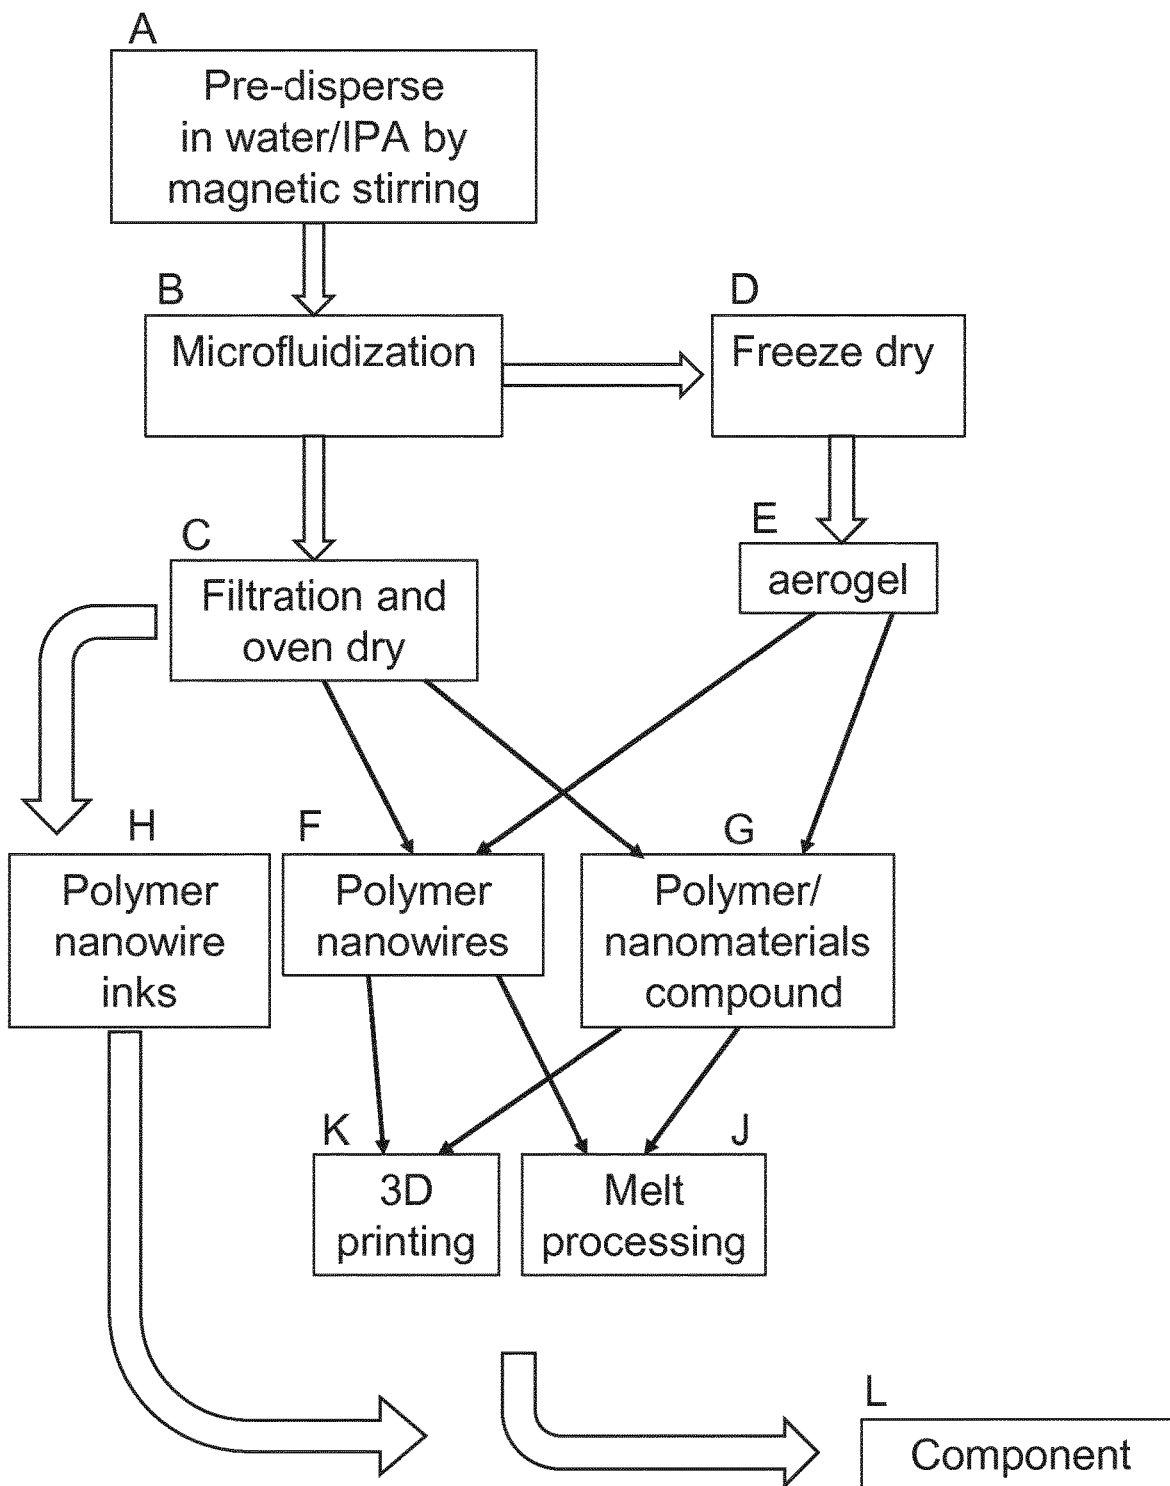 A
Pre-disperse
in water/IPA by
magnetic stirring
B
Microfluidization
D
Freeze dry
C
Filtration and
oven dry
E
aerogel
H
Polymer
nanowire
inks
F
Polymer
nanowires
G
Polymer/
nanomaterials
compound
K
3D
printing
J
Melt
processing
L
Component